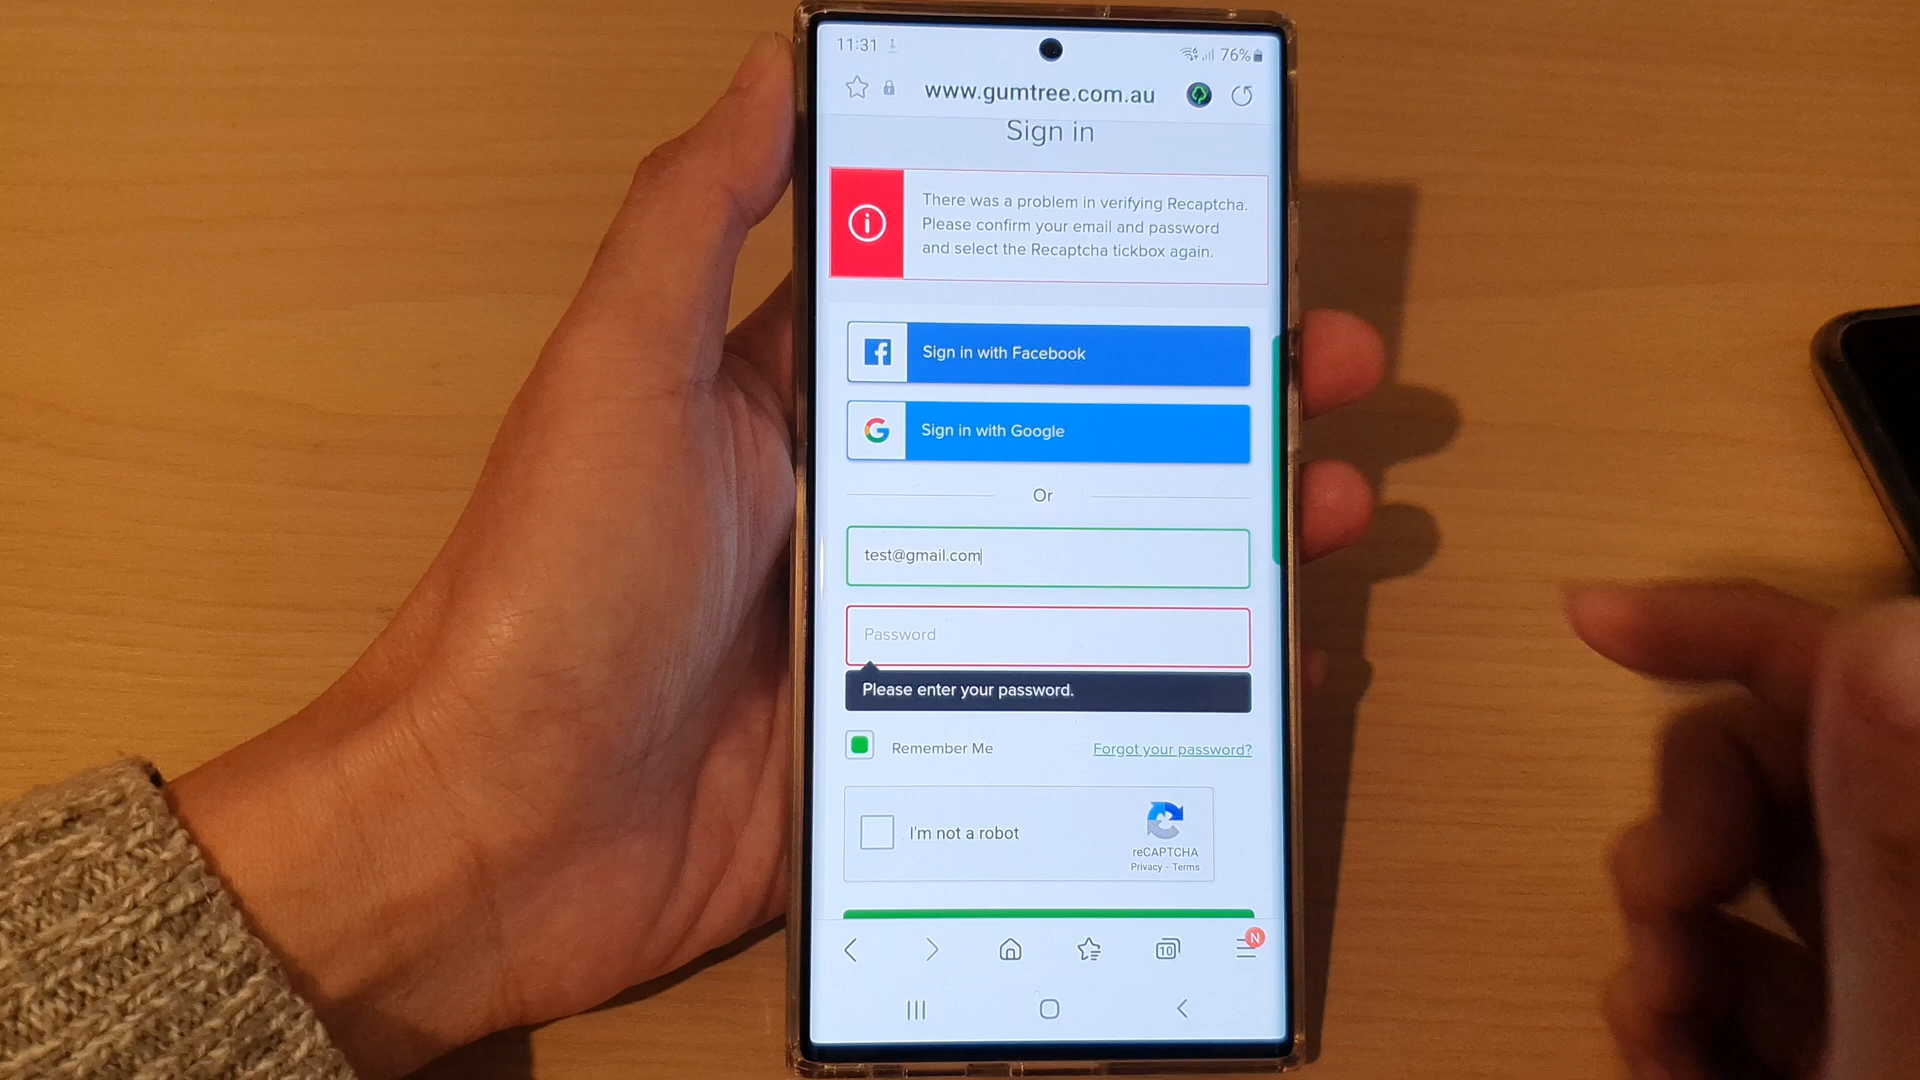 11:31
76%
www.gumtree.com.au
Sign in
There was a problem in verifying Recaptcha.
Please confirm your email and password
and select the Recaptcha tickbox again.
Sign in with Facebook
Sign in with Google
Or
test@gmail.com
Password
Please enter your password.
Remember Me
Forgot your password?
I'm not a robot
reCAPTCHA
Privacy - Terms
10
N